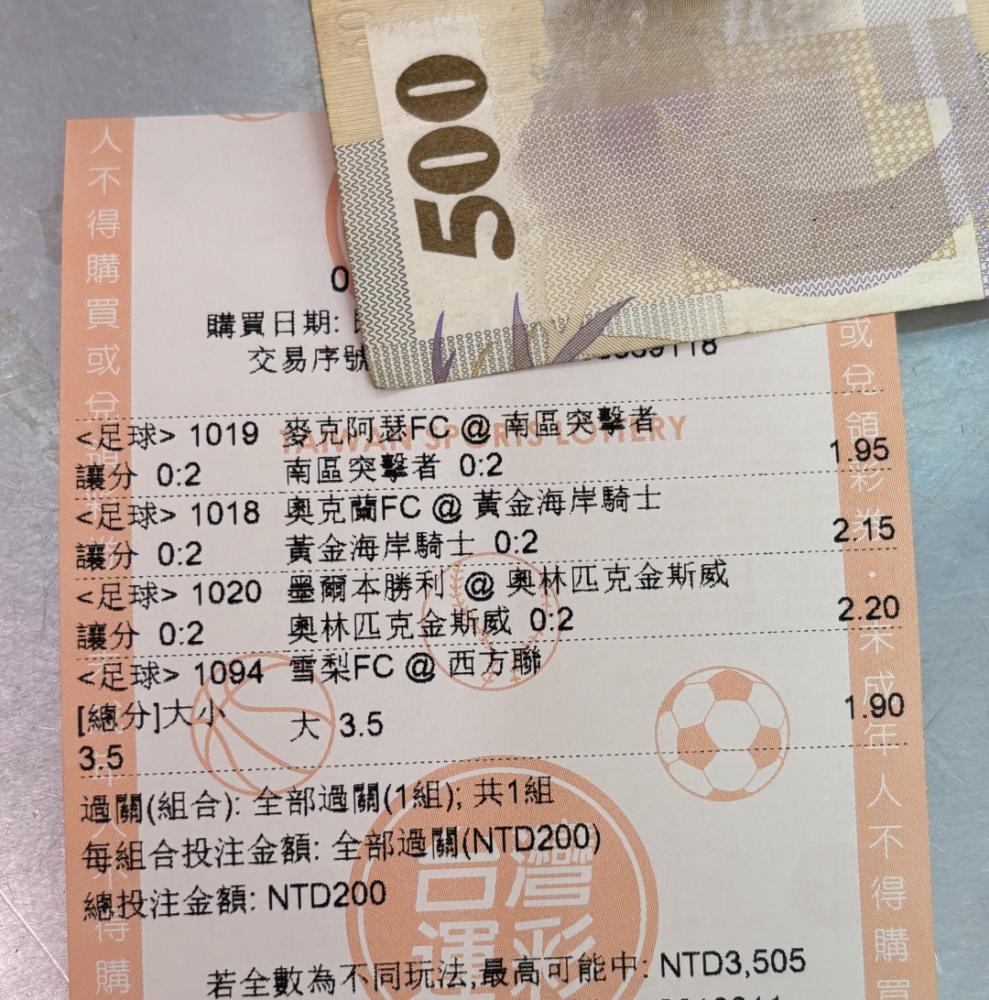 500
人不得購買或分領彩券
0
購買日期:
交易序號
TAIWAN SPORTS LOTTERY
<足球> 1019 麥克阿瑟FC @ 南區突擊者
讓分 0:2 南區突擊者 0:2 1.95
<足球> 1018 奧克蘭FC @ 黃金海岸騎士
讓分 0:2 黃金海岸騎士 0:2 2.15
<足球> 1020 墨爾本勝利 @ 奧林匹克金斯威
讓分 0:2 奧林匹克金斯威 0:2 2.20
<足球> 1094 雪梨FC @ 西方聯
[總分]大小 大 3.5 1.90
3.5
過關(組合): 全部過關(1組); 共1組
每組合投注金額: 全部過關(NTD200)
總投注金額: NTD200
台灣
運彩
若全數為不同玩法,最高可能中: NTD3,505
或分領彩券・未成年人不得購買